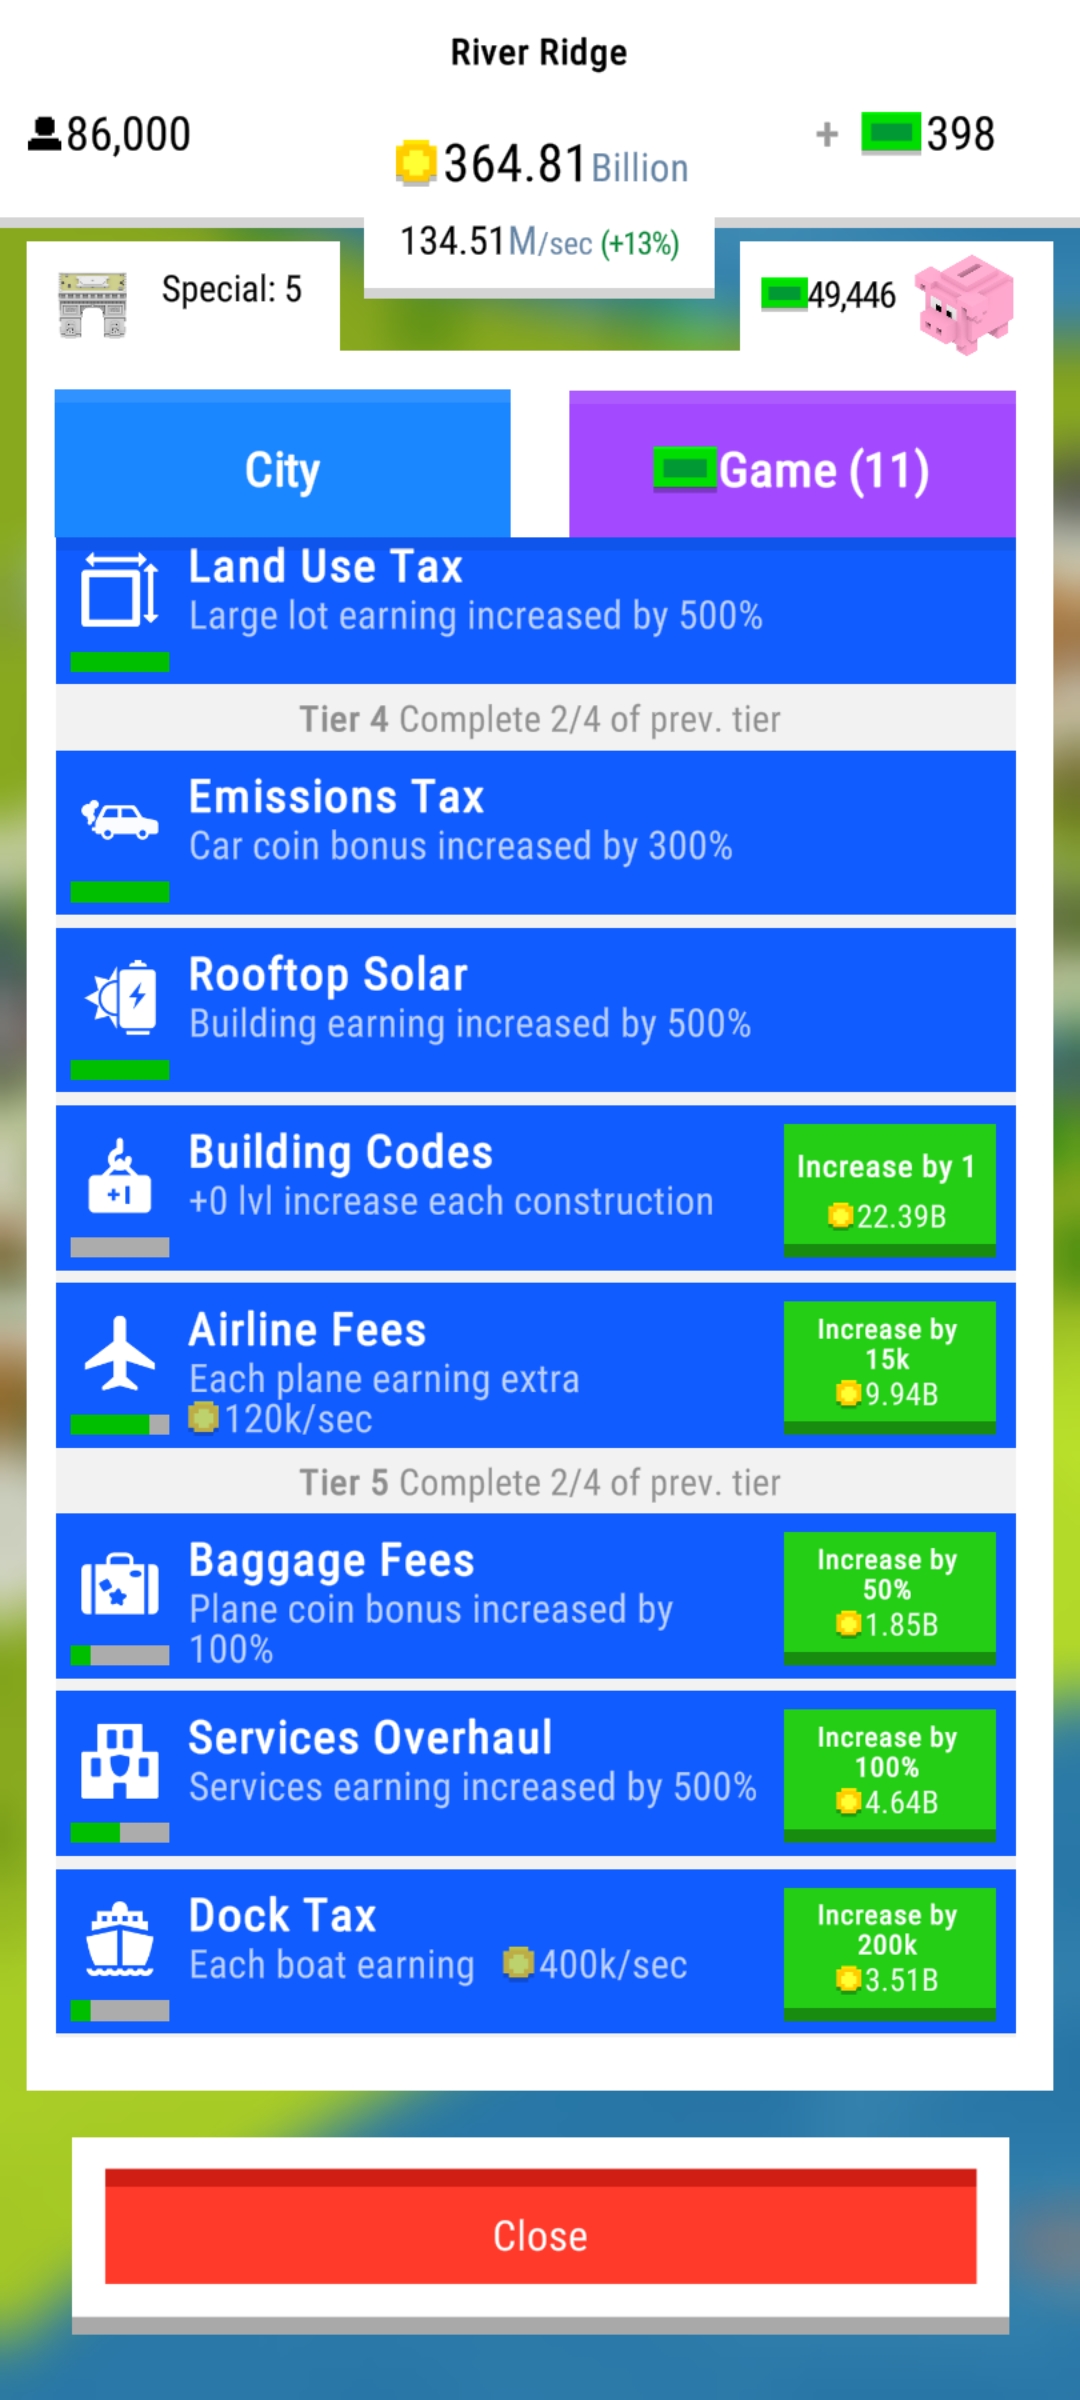 River Ridge
86,000
364.81 Billion
+ 398
134.51M/sec (+13%)
Special: 5
49,446
City
Game (11)
Land Use Tax
Large lot earning increased by 500%
Tier 4 Complete 2/4 of prev. tier
Emissions Tax
Car coin bonus increased by 300%
Rooftop Solar
Building earning increased by 500%
Building Codes
+0 lvl increase each construction
+1
Increase by 1
22.39B
Airline Fees
Each plane earning extra
120k/sec
Increase by
15k
9.94B
Tier 5 Complete 2/4 of prev. tier
Baggage Fees
Plane coin bonus increased by
100%
Increase by
50%
1.85B
Services Overhaul
Services earning increased by 500%
Increase by
100%
4.64B
Dock Tax
Each boat earning 400k/sec
Increase by
200k
3.51B
Close